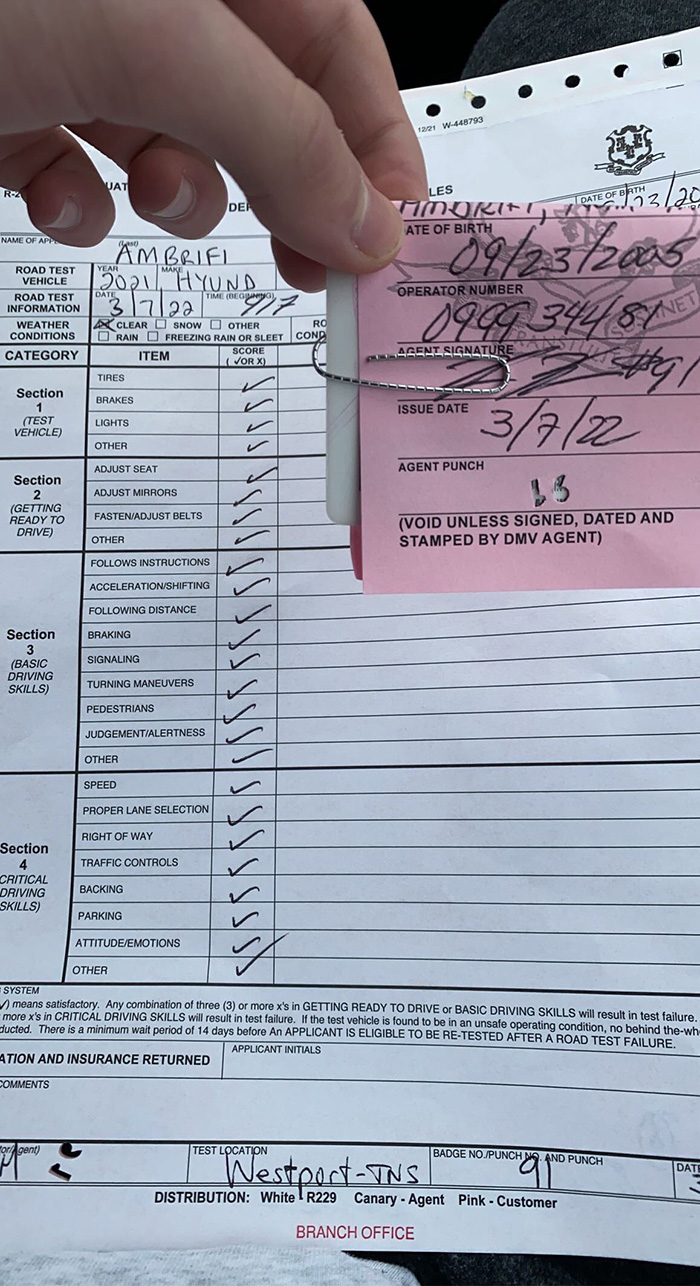 12/21 W-448793
R-2
UAT
DEP
LES
DATE OF BIRTH
/23/20
NAME OF APP
(Last)
AMBRIFI
ROAD TEST VEHICLE
YEAR
2021
MAKE
HYUND
ROAD TEST INFORMATION
DATE
3/7/22
TIME (BEGINNING)
WEATHER CONDITIONS
☒ CLEAR ☐ SNOW ☐ OTHER
☐ RAIN ☐ FREEZING RAIN OR SLEET
RO
COND
CATEGORY
ITEM
SCORE
(✓OR X)
Section
1
(TEST
VEHICLE)
TIRES ✓
BRAKES ✓
LIGHTS ✓
OTHER ✓
Section
2
(GETTING
READY TO
DRIVE)
ADJUST SEAT ✓
ADJUST MIRRORS ✓
FASTEN/ADJUST BELTS ✓
OTHER ✓
Section
3
(BASIC
DRIVING
SKILLS)
FOLLOWS INSTRUCTIONS ✓
ACCELERATION/SHIFTING ✓
FOLLOWING DISTANCE ✓
BRAKING ✓
SIGNALING ✓
TURNING MANEUVERS ✓
PEDESTRIANS ✓
JUDGEMENT/ALERTNESS ✓
OTHER ✓
Section
4
CRITICAL
DRIVING
SKILLS)
SPEED ✓
PROPER LANE SELECTION ✓
RIGHT OF WAY ✓
TRAFFIC CONTROLS ✓
BACKING ✓
PARKING ✓
ATTITUDE/EMOTIONS ✓
OTHER ✓
ATE OF BIRTH
09/23/2005
OPERATOR NUMBER
099934481
AGENT SIGNATURE
#91
ISSUE DATE
3/7/22
AGENT PUNCH
(VOID UNLESS SIGNED, DATED AND
STAMPED BY DMV AGENT)
SYSTEM
✓) means satisfactory. Any combination of three (3) or more x's in GETTING READY TO DRIVE or BASIC DRIVING SKILLS will result in test failure.
more x's in CRITICAL DRIVING SKILLS will result in test failure. If the test vehicle is found to be in an unsafe operating condition, no behind-the-wh
ducted. There is a minimum wait period of 14 days before AN APPLICANT IS ELIGIBLE TO BE RE-TESTED AFTER A ROAD TEST FAILURE.
ATION AND INSURANCE RETURNED
APPLICANT INITIALS
COMMENTS
or/Agent)
TEST LOCATION
Westport-TNS
BADGE NO./PUNCH NO. AND PUNCH
91
DATE
DISTRIBUTION: White - R229 Canary - Agent Pink - Customer
BRANCH OFFICE